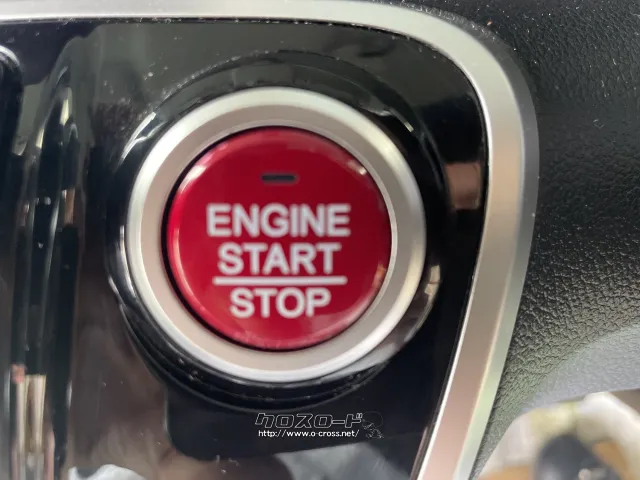 ENGINE
START
STOP
クロスロード
http://www.o-cross.net/